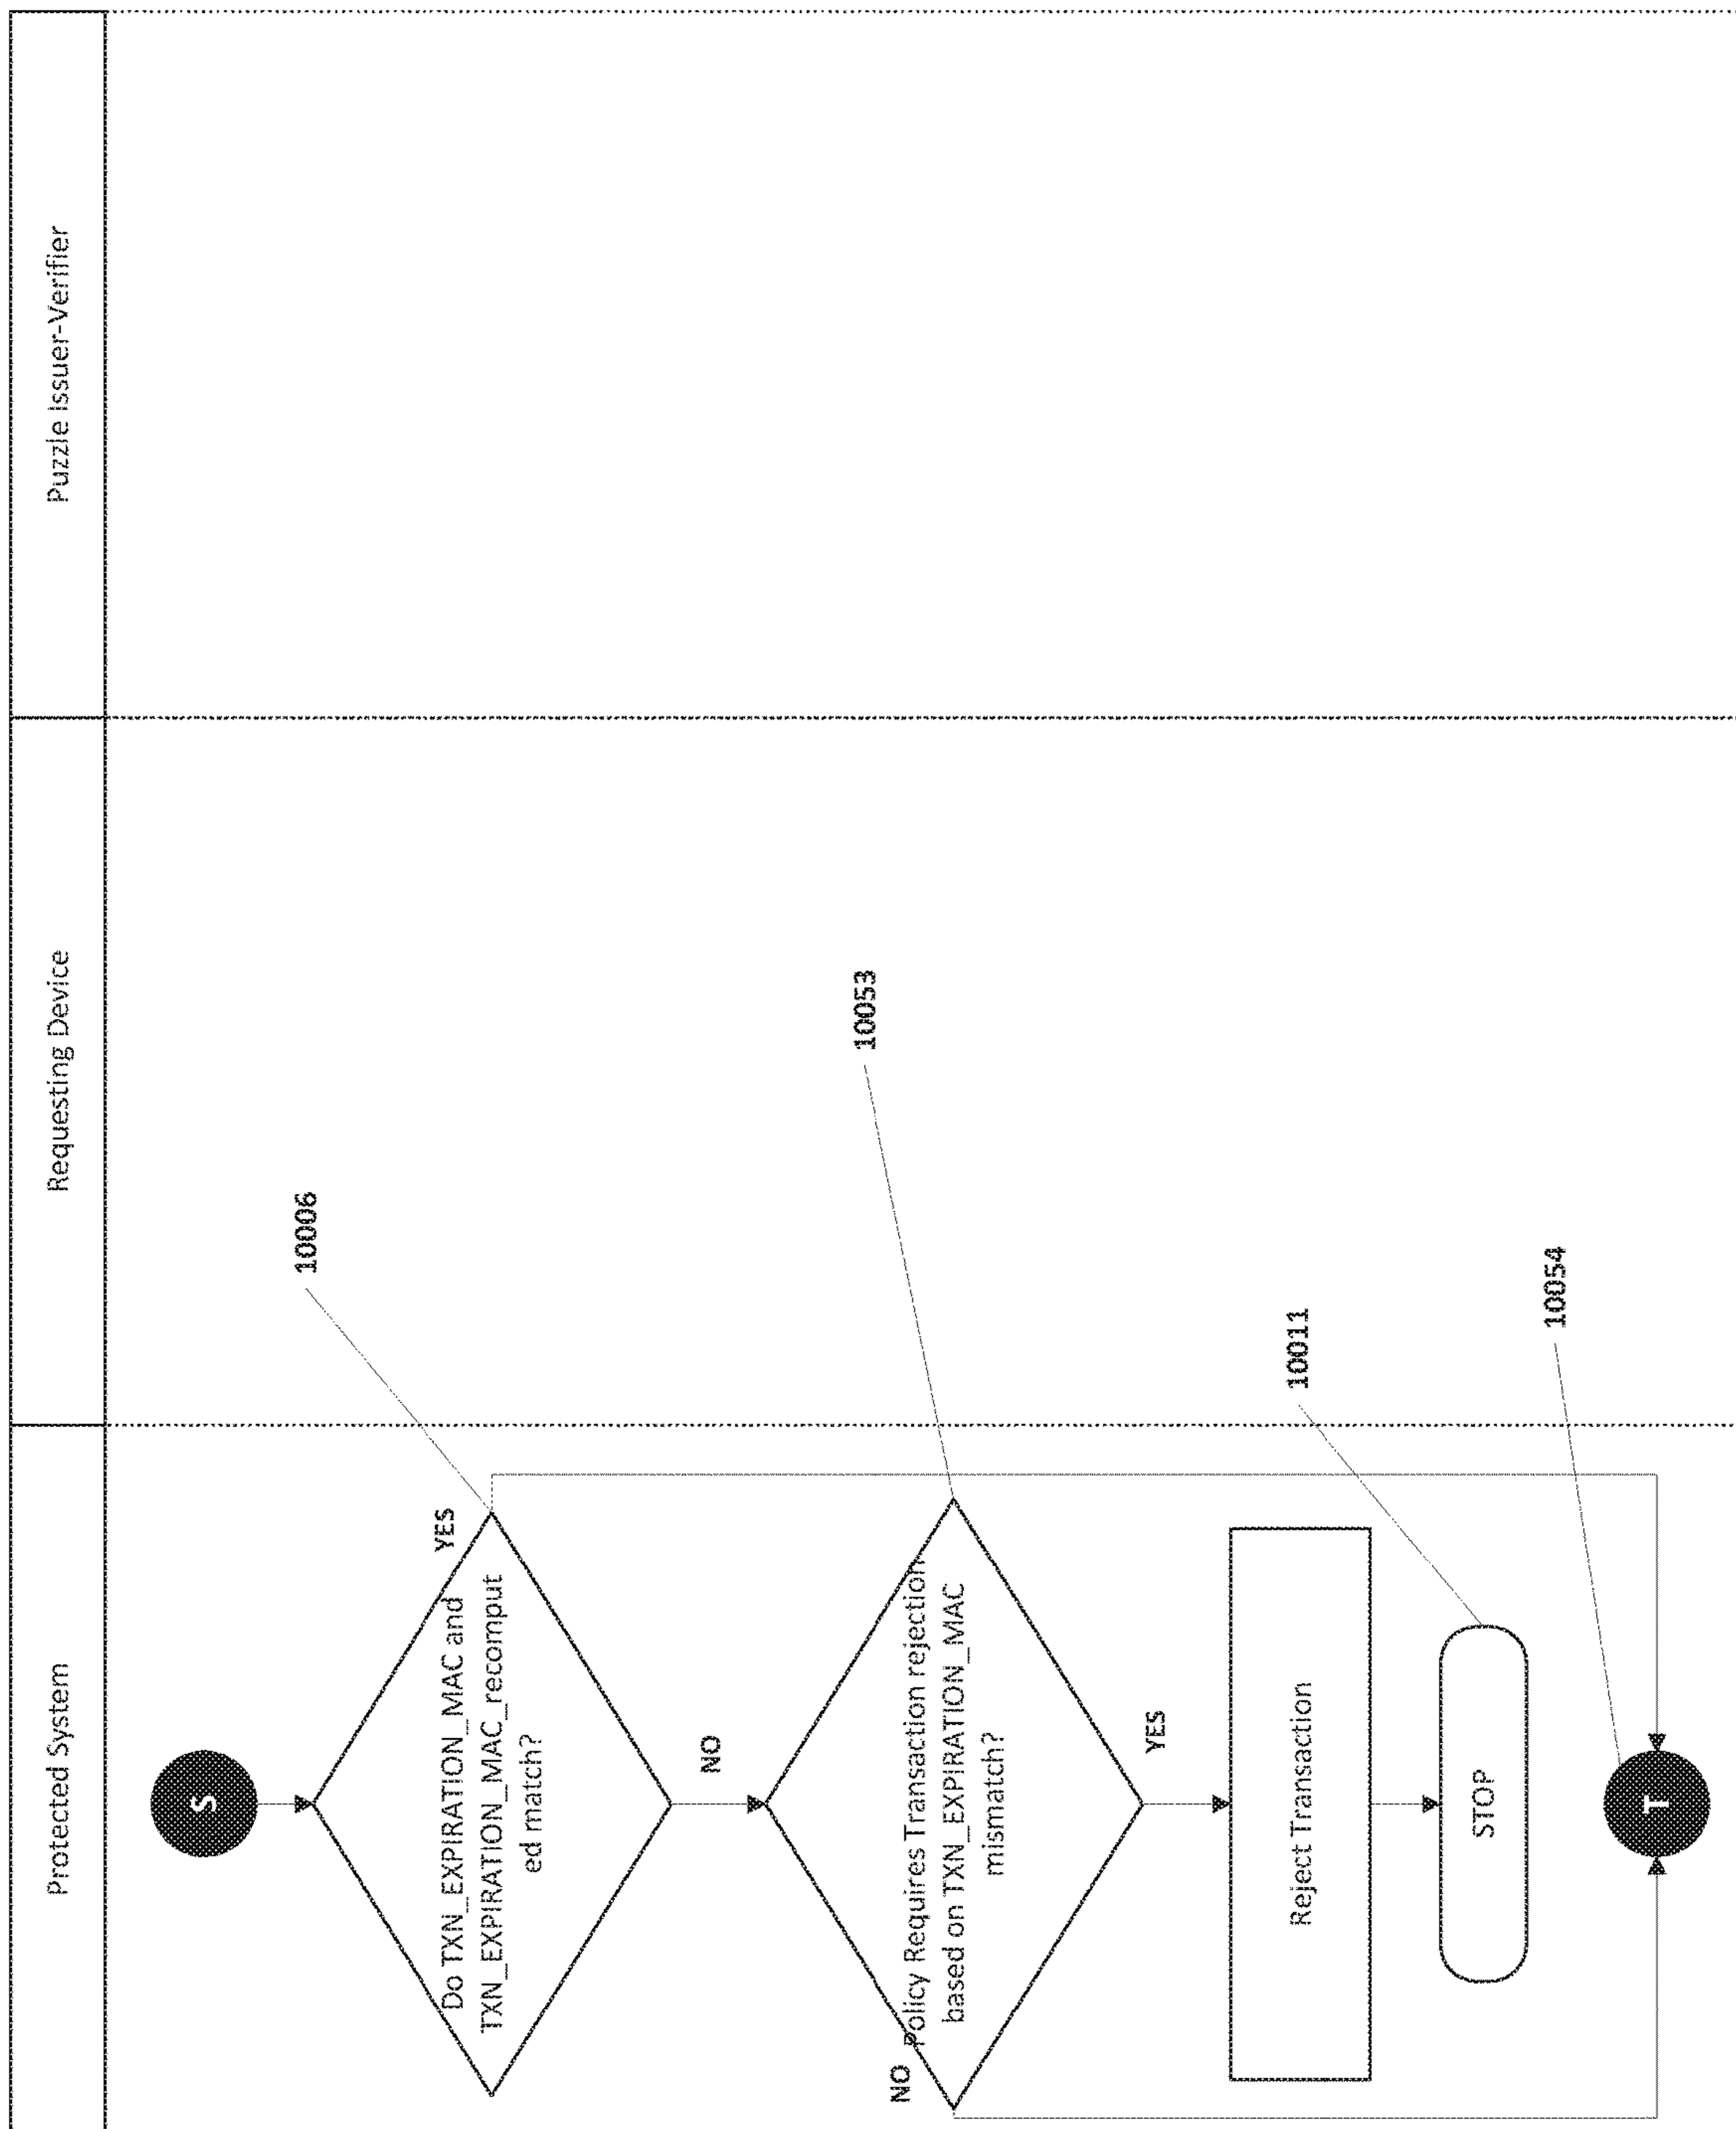 Protected System
Requesting Device
Puzzle Issuer-Verifier
S
Do TXN_EXPIRATION_MAC and
TXN_EXPIRATION_MAC_recomput
ed match?
YES
10006
NO
Policy Requires Transaction rejection
based on TXN_EXPIRATION_MAC
mismatch?
NO
10053
YES
Reject Transaction
10011
STOP
10054
T